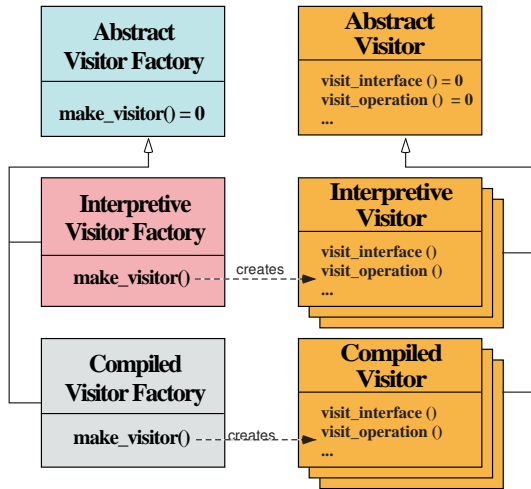 Abstract
Visitor Factory
make_visitor() = 0
Abstract
Visitor
visit_interface () = 0
visit_operation () = 0
...
Interpretive
Visitor Factory
make_visitor()
creates
Interpretive
Visitor
visit_interface ()
visit_operation ()
...
Compiled
Visitor Factory
make_visitor()
creates
Compiled
Visitor
visit_interface ()
visit_operation ()
...